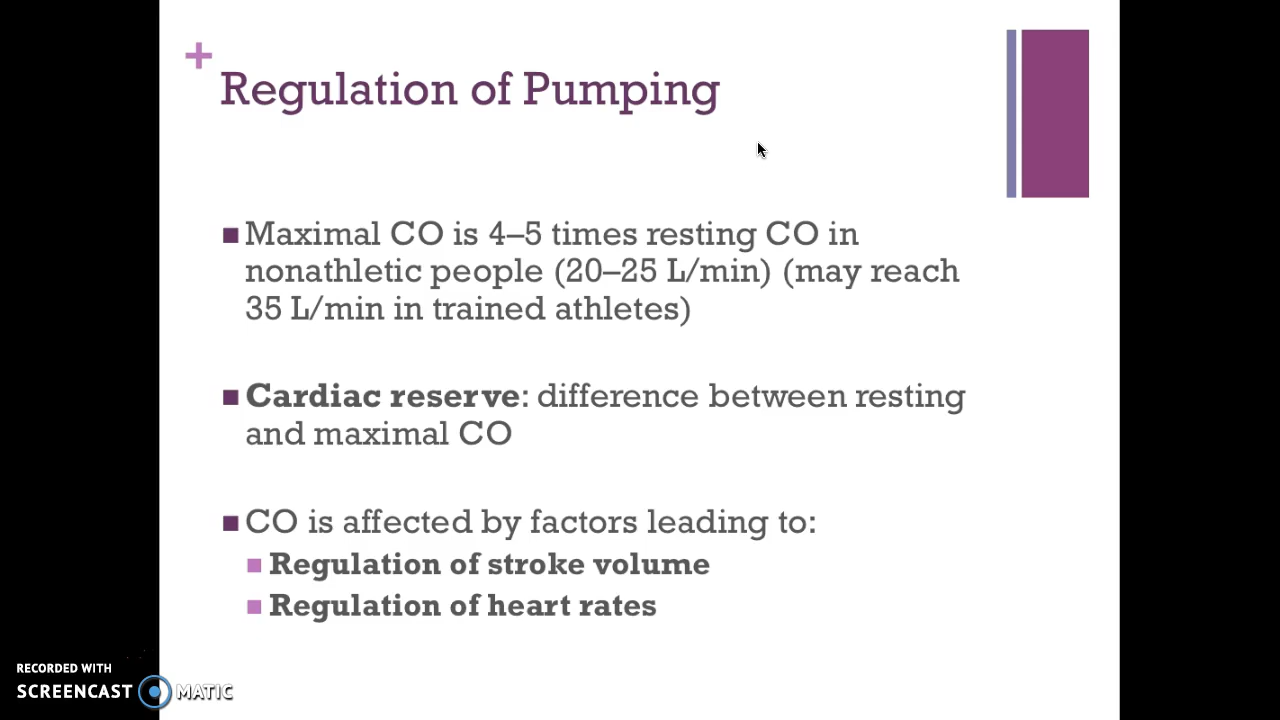 +
Regulation of Pumping
Maximal CO is 4–5 times resting CO in
nonathletic people (20–25 L/min) (may reach
35 L/min in trained athletes)
Cardiac reserve: difference between resting
and maximal CO
CO is affected by factors leading to:
Regulation of stroke volume
Regulation of heart rates
RECORDED WITH
SCREENCAST MATIC